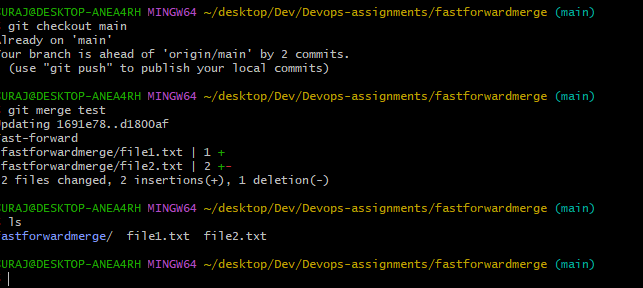 URAJ@DESKTOP-ANEA4RH MINGW64 ~/desktop/Dev/Devops-assignments/fastforwardmerge (main)
git checkout main
lready on 'main'
our branch is ahead of 'origin/main' by 2 commits.
(use "git push" to publish your local commits)
URAJ@DESKTOP-ANEA4RH MINGW64 ~/desktop/Dev/Devops-assignments/fastforwardmerge (main)
git merge test
pdating 1691e78..d1800af
ast-forward
fastforwardmerge/file1.txt | 1 +
fastforwardmerge/file2.txt | 2 +-
2 files changed, 2 insertions(+), 1 deletion(-)
URAJ@DESKTOP-ANEA4RH MINGW64 ~/desktop/Dev/Devops-assignments/fastforwardmerge (main)
ls
astforwardmerge/  file1.txt  file2.txt
URAJ@DESKTOP-ANEA4RH MINGW64 ~/desktop/Dev/Devops-assignments/fastforwardmerge (main)